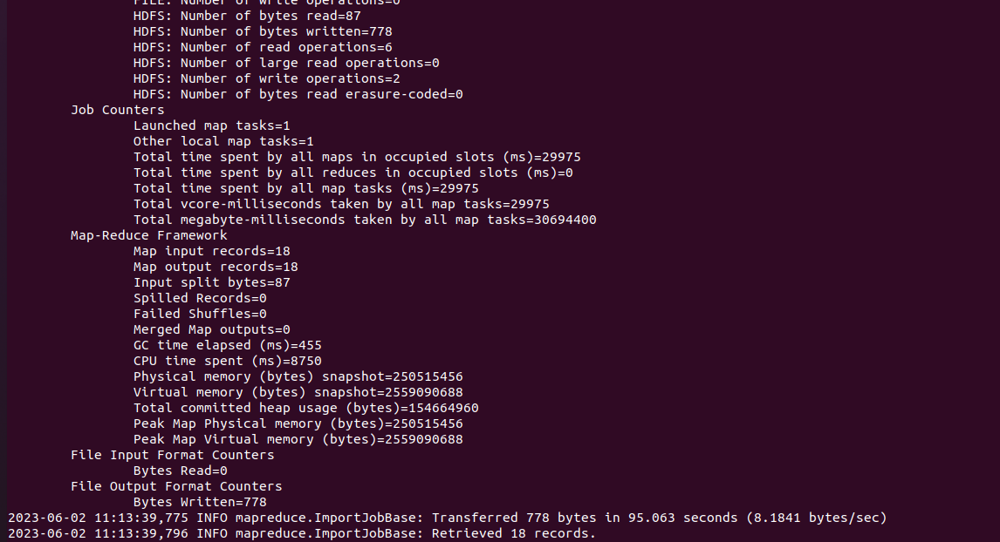 FILE: Number of write operations=0
HDFS: Number of bytes read=87
HDFS: Number of bytes written=778
HDFS: Number of read operations=6
HDFS: Number of large read operations=0
HDFS: Number of write operations=2
HDFS: Number of bytes read erasure-coded=0
Job Counters
Launched map tasks=1
Other local map tasks=1
Total time spent by all maps in occupied slots (ms)=29975
Total time spent by all reduces in occupied slots (ms)=0
Total time spent by all map tasks (ms)=29975
Total vcore-milliseconds taken by all map tasks=29975
Total megabyte-milliseconds taken by all map tasks=30694400
Map-Reduce Framework
Map input records=18
Map output records=18
Input split bytes=87
Spilled Records=0
Failed Shuffles=0
Merged Map outputs=0
GC time elapsed (ms)=455
CPU time spent (ms)=8750
Physical memory (bytes) snapshot=250515456
Virtual memory (bytes) snapshot=2559090688
Total committed heap usage (bytes)=154664960
Peak Map Physical memory (bytes)=250515456
Peak Map Virtual memory (bytes)=2559090688
File Input Format Counters
Bytes Read=0
File Output Format Counters
Bytes Written=778
2023-06-02 11:13:39,775 INFO mapreduce.ImportJobBase: Transferred 778 bytes in 95.063 seconds (8.1841 bytes/sec)
2023-06-02 11:13:39,796 INFO mapreduce.ImportJobBase: Retrieved 18 records.